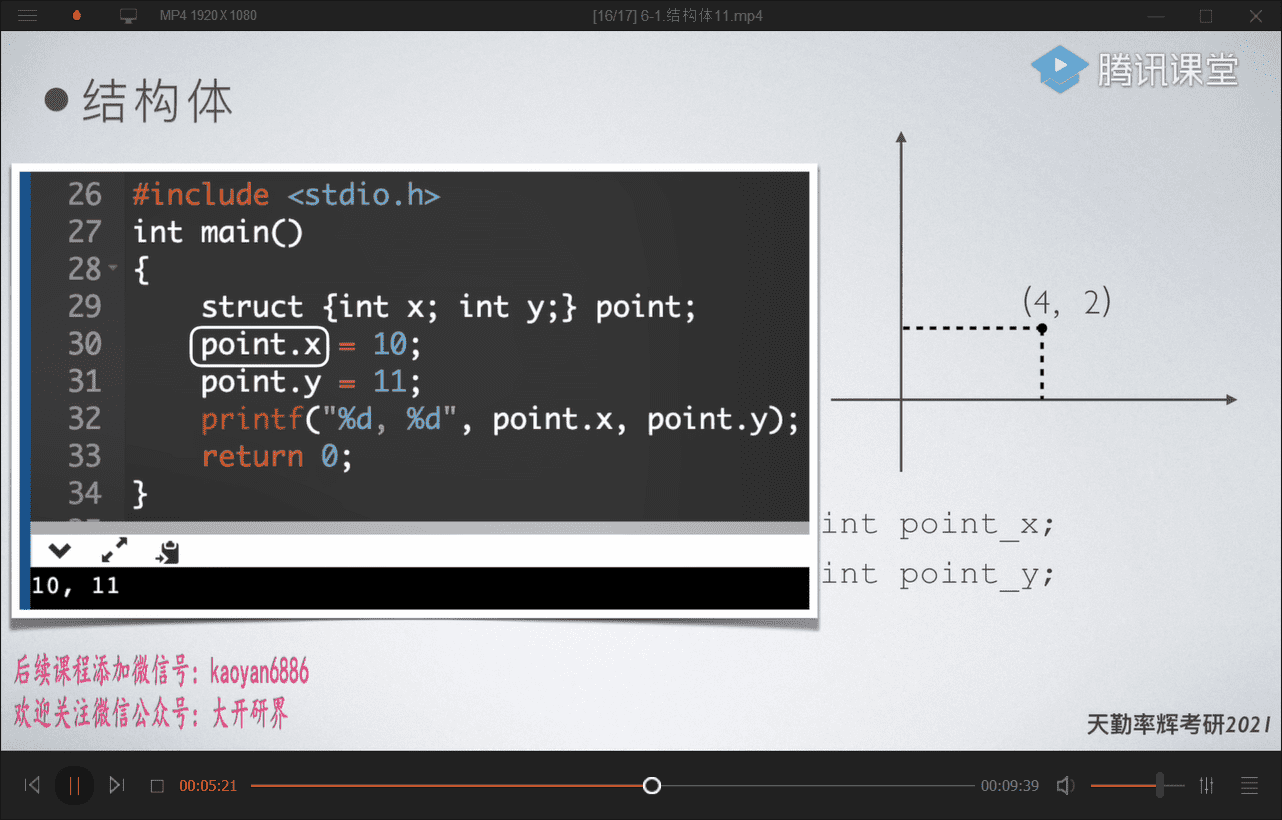 MP4 1920X1080
[16/17] 6-1.结构体11.mp4
●结构体
腾讯课堂
26 #include <stdio.h>
27 int main()
28 {
29 struct {int x; int y;} point;
30 point.x = 10;
31 point.y = 11;
32 printf("%d, %d", point.x, point.y);
33 return 0;
34 }
10, 11
(4, 2)
int point_x;
int point_y;
后续课程添加微信号：kaoyan6886
欢迎关注微信公众号：大开研界
天勤率辉考研2021
00:05:21
00:09:39